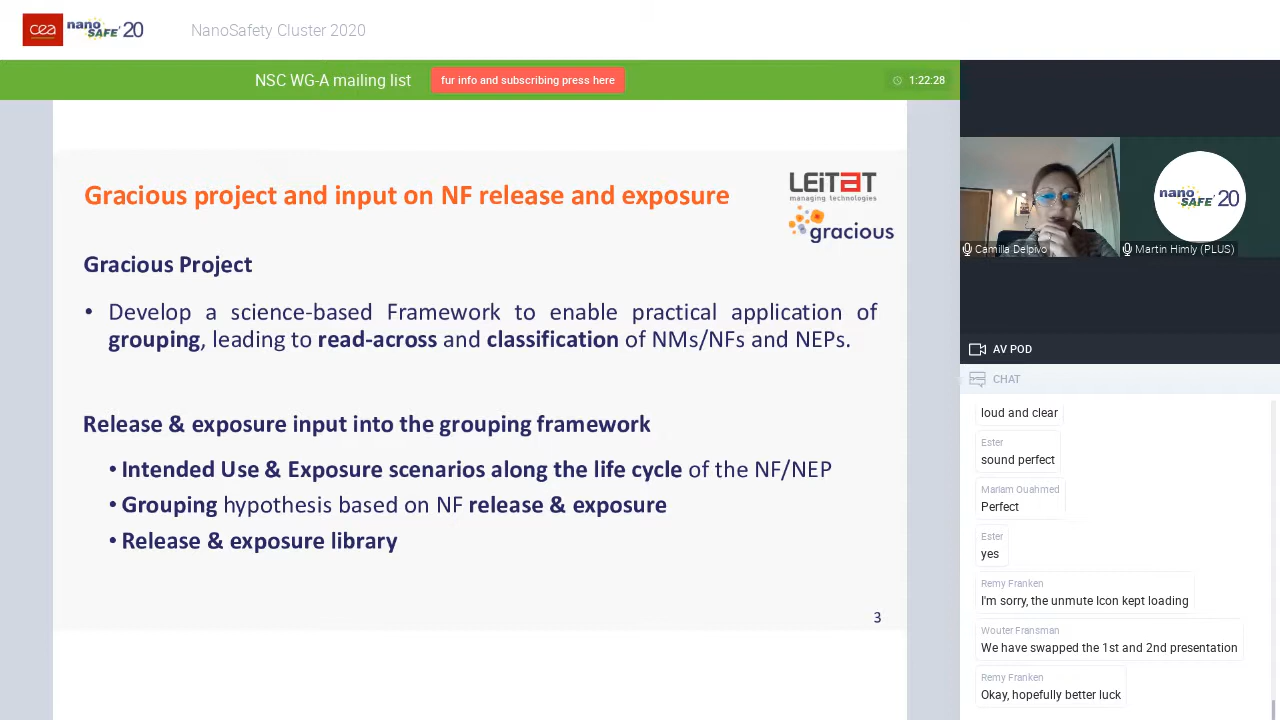 cea nano SAFE'20
NanoSafety Cluster 2020
NSC WG-A mailing list
fur info and subscribing press here
1:22:28
Gracious project and input on NF release and exposure
LEITAT
managing technologies
gracious
Gracious Project
• Develop a science-based Framework to enable practical application of
grouping, leading to read-across and classification of NMs/NFs and NEPs.
Release & exposure input into the grouping framework
• Intended Use & Exposure scenarios along the life cycle of the NF/NEP
• Grouping hypothesis based on NF release & exposure
• Release & exposure library
3
nano SAFE'20
Camilla Delpivo
Martin Himly (PLUS)
AV POD
CHAT
loud and clear
Ester
sound perfect
Mariam Ouahmed
Perfect
Ester
yes
Remy Franken
I'm sorry, the unmute Icon kept loading
Wouter Fransman
We have swapped the 1st and 2nd presentation
Remy Franken
Okay, hopefully better luck